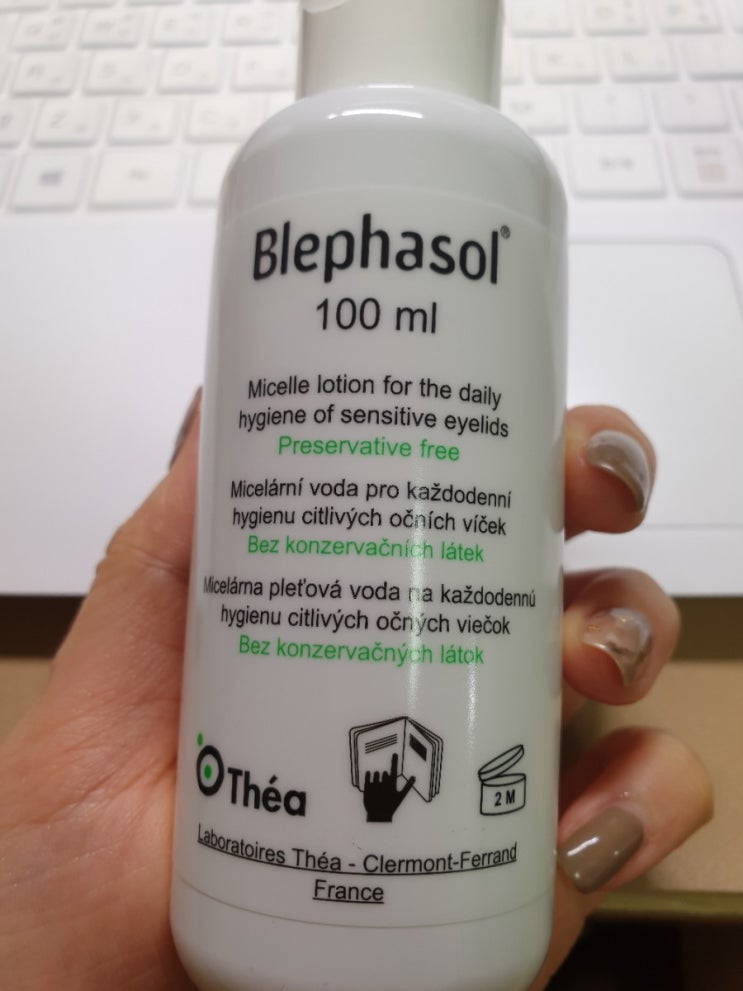 Blephasol®
100 ml
Micelle lotion for the daily
hygiene of sensitive eyelids
Preservative free
Micelární voda pro každodenní
hygienu citlivých očních víček
Bez konzervačních látek
Micelárna pleťová voda na každodennú
hygienu citlivých očných viečok
Bez konzervačných látok
Théa
2 M
Laboratoires Théa - Clermont-Ferrand
France